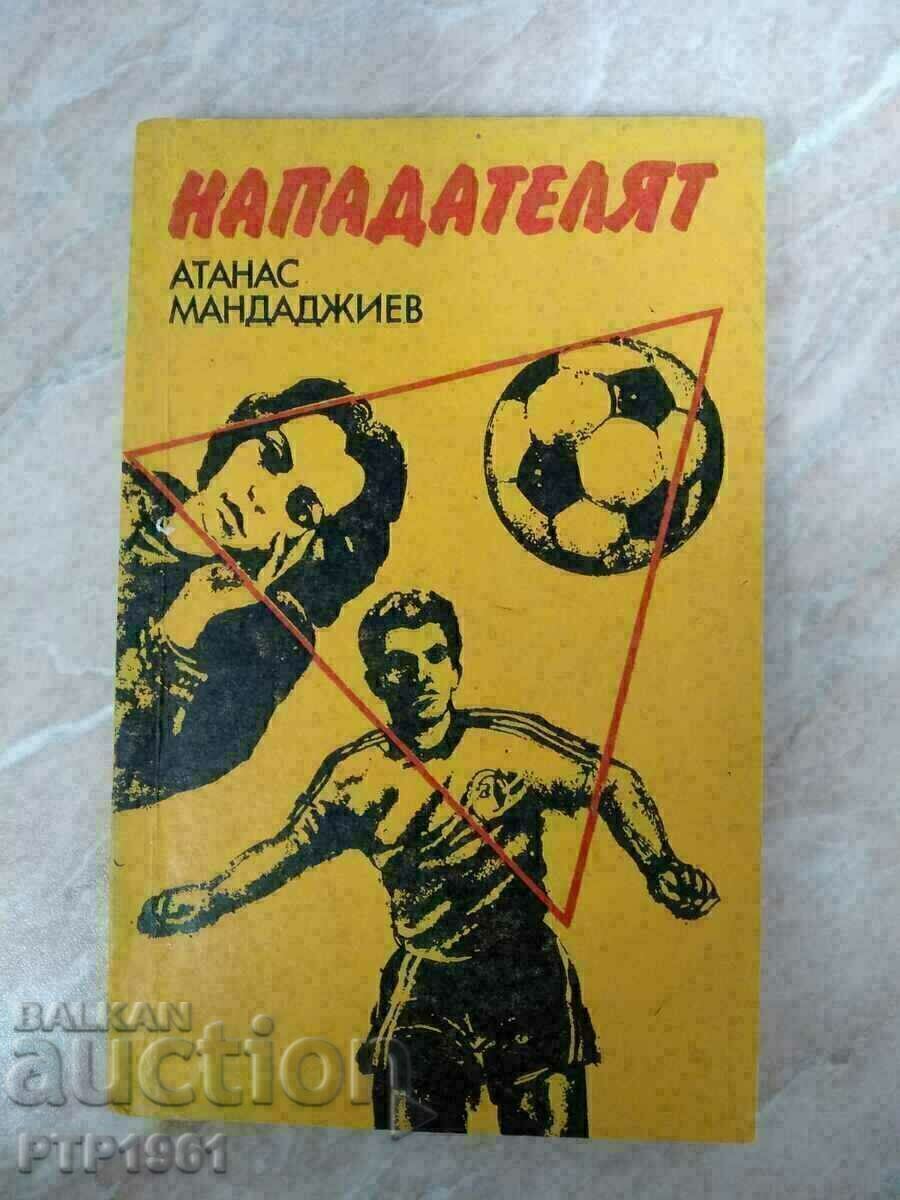 НАПАДАТЕЛЯТ
АТАНАС
МАНДАДЖИЕВ
BALKAN
auction
PTP1961